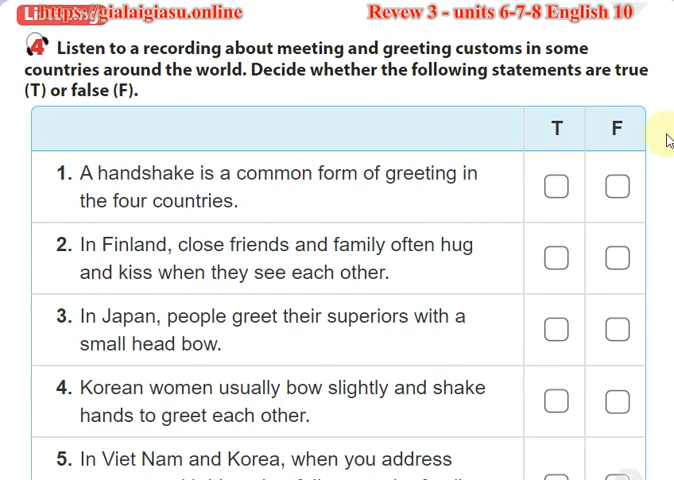 Listening
https:gialaigiasu.online
Revew 3 - units 6-7-8 English 10
4 Listen to a recording about meeting and greeting customs in some
countries around the world. Decide whether the following statements are true
(T) or false (F).
T F
1. A handshake is a common form of greeting in
the four countries.
2. In Finland, close friends and family often hug
and kiss when they see each other.
3. In Japan, people greet their superiors with a
small head bow.
4. Korean women usually bow slightly and shake
hands to greet each other.
5. In Viet Nam and Korea, when you address